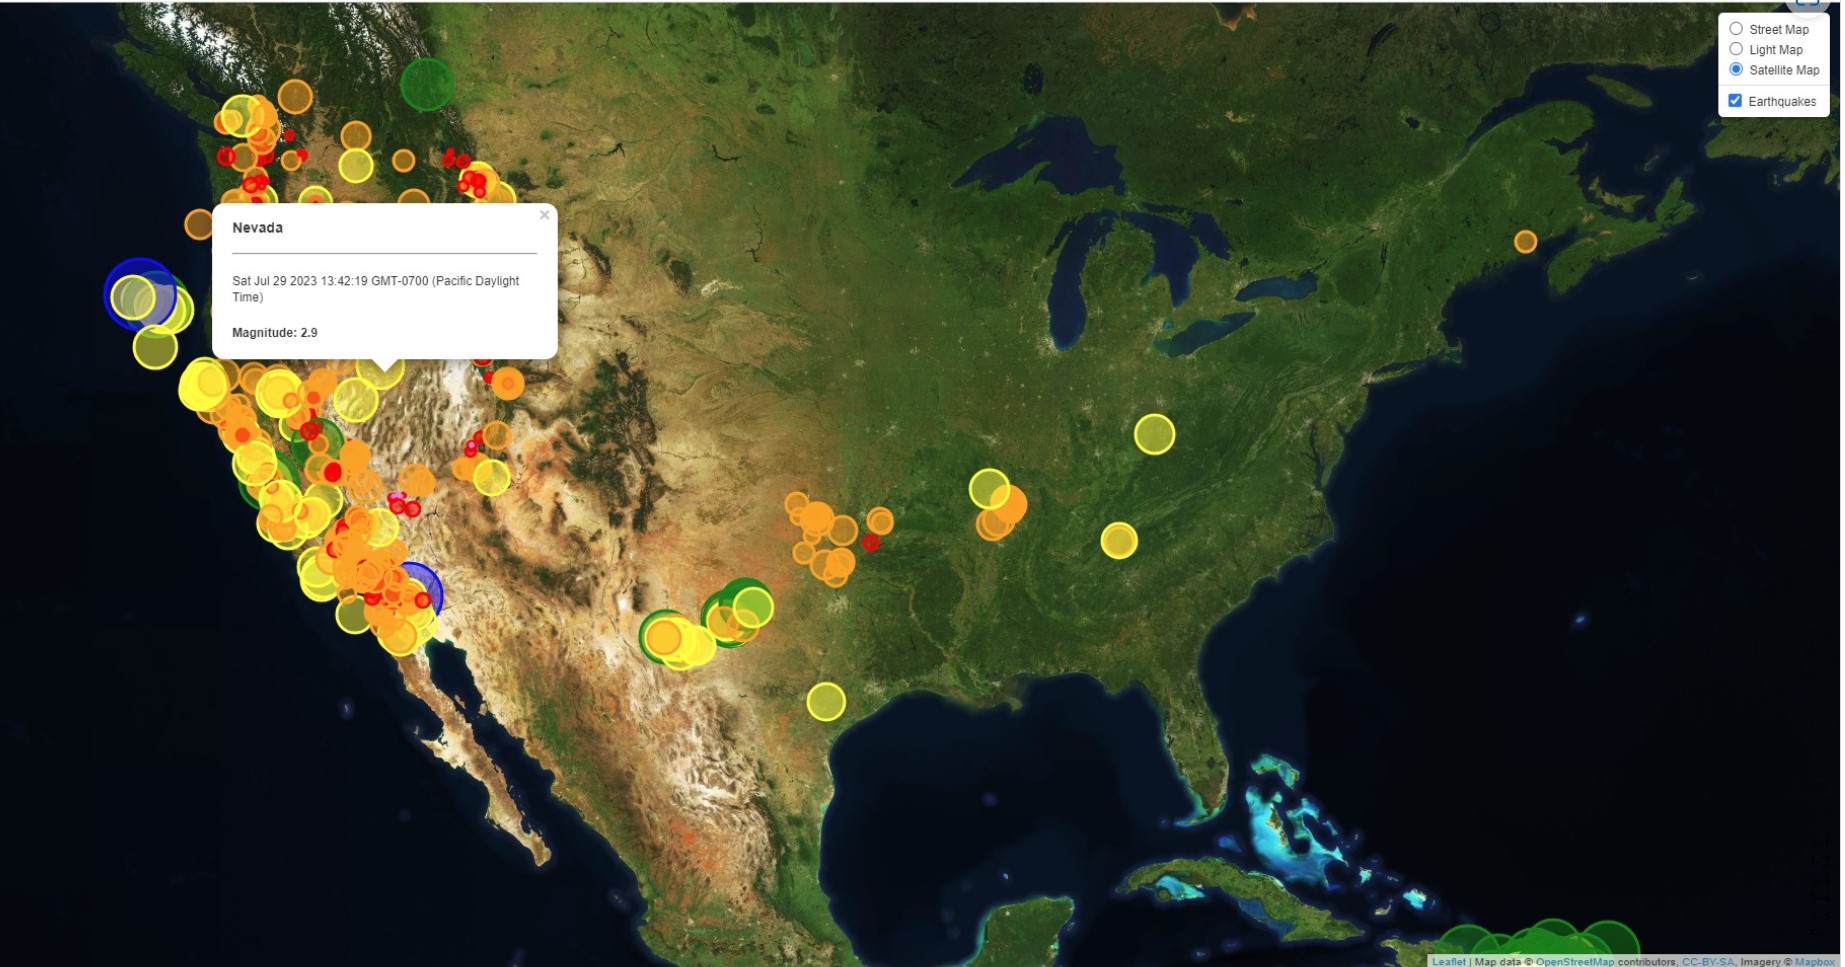 Street Map
Light Map
Satellite Map
Earthquakes
Nevada
×
Sat Jul 29 2023 13:42:19 GMT-0700 (Pacific Daylight
Time)
Magnitude: 2.9
Leaflet | Map data © OpenStreetMap contributors, CC-BY-SA, Imagery © Mapbox